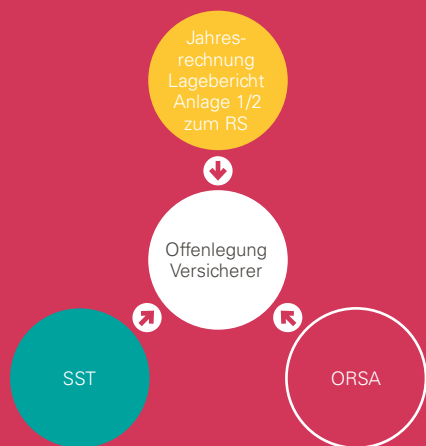 Jahres-
rechnung
Lagebericht
Anlage 1/2
zum RS
Offenlegung
Versicherer
SST
ORSA